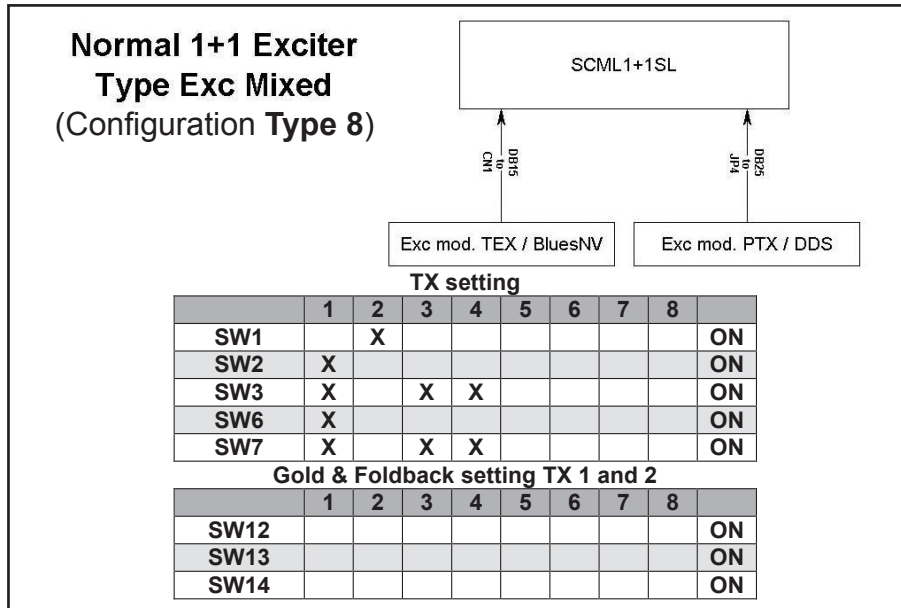 Normal 1+1 Exciter
Type Exc Mixed
(Configuration Type 8)
SCML1+1SL
DB15
to
CN1
DB25
to
JP4
Exc mod. TEX / BluesNV
Exc mod. PTX / DDS
TX setting
1 2 3 4 5 6 7 8
SW1 X ON
SW2 X ON
SW3 X X X ON
SW6 X ON
SW7 X X X ON
Gold & Foldback setting TX 1 and 2
1 2 3 4 5 6 7 8
SW12 ON
SW13 ON
SW14 ON